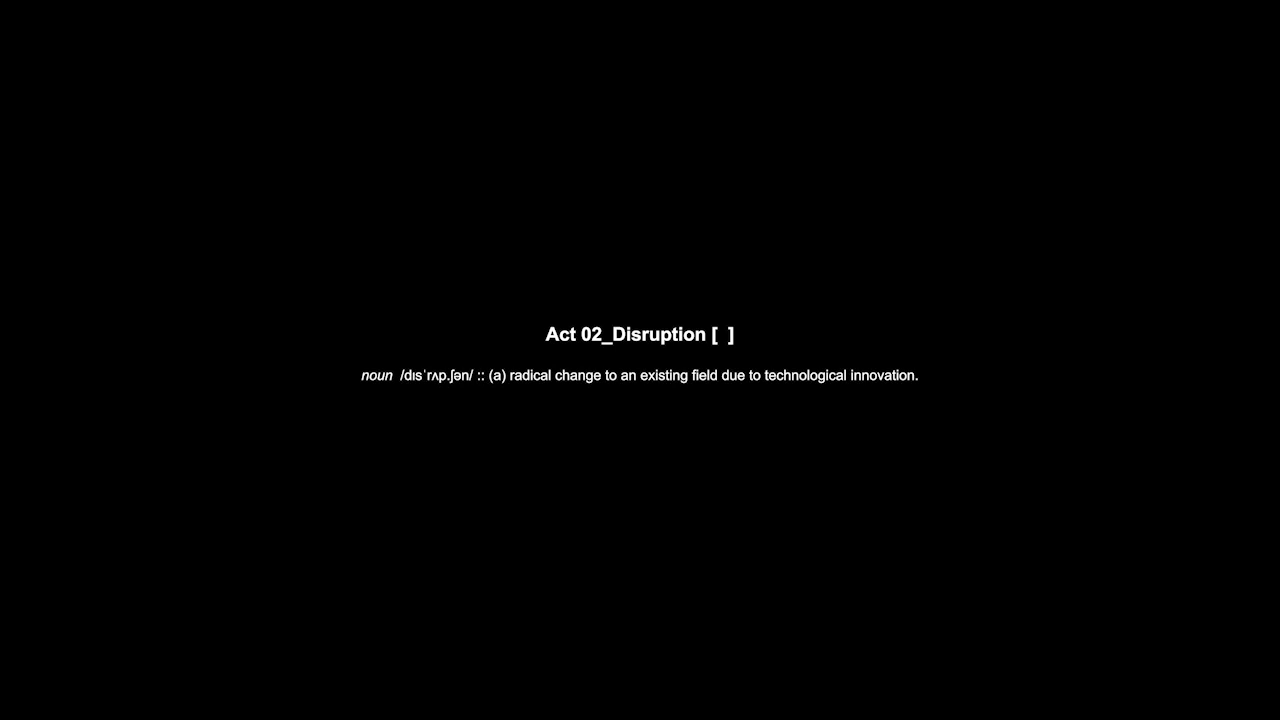 Act 02_Disruption [  ]
noun  /dɪsˈrʌp.ʃən/ :: (a) radical change to an existing field due to technological innovation.